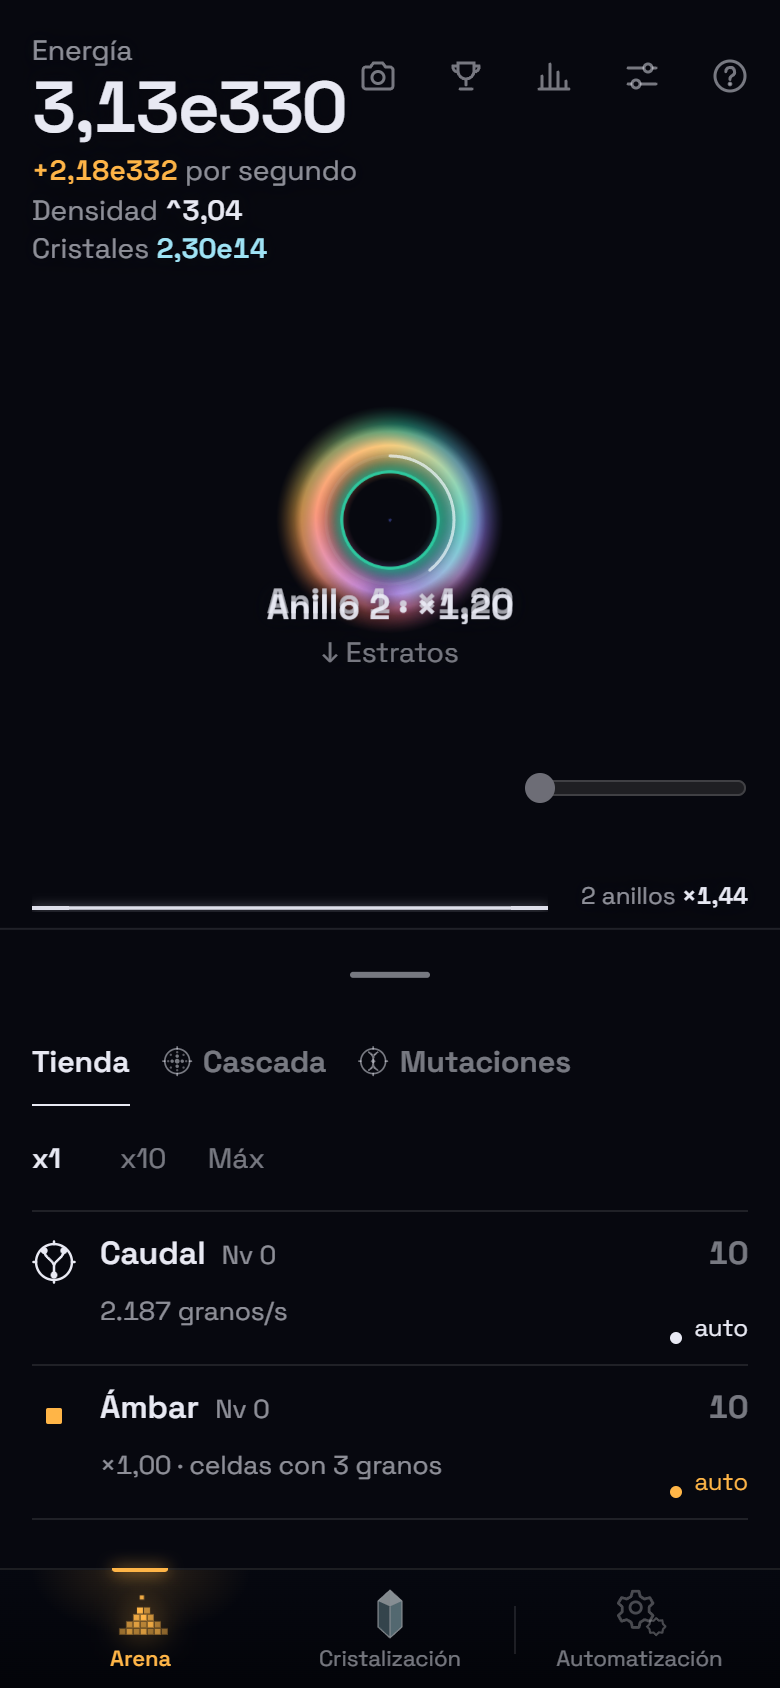 Energía
3,13e330
+2,18e332 por segundo
Densidad ^3,04
Cristales 2,30e14
Anillo 2 · ×1,20
↓ Estratos
2 anillos ×1,44
Tienda Cascada Mutaciones
x1 x10 Máx
Caudal Nv 0 10
2.187 granos/s
auto
Ámbar Nv 0 10
×1,00 · celdas con 3 granos
auto
Arena Cristalización Automatización